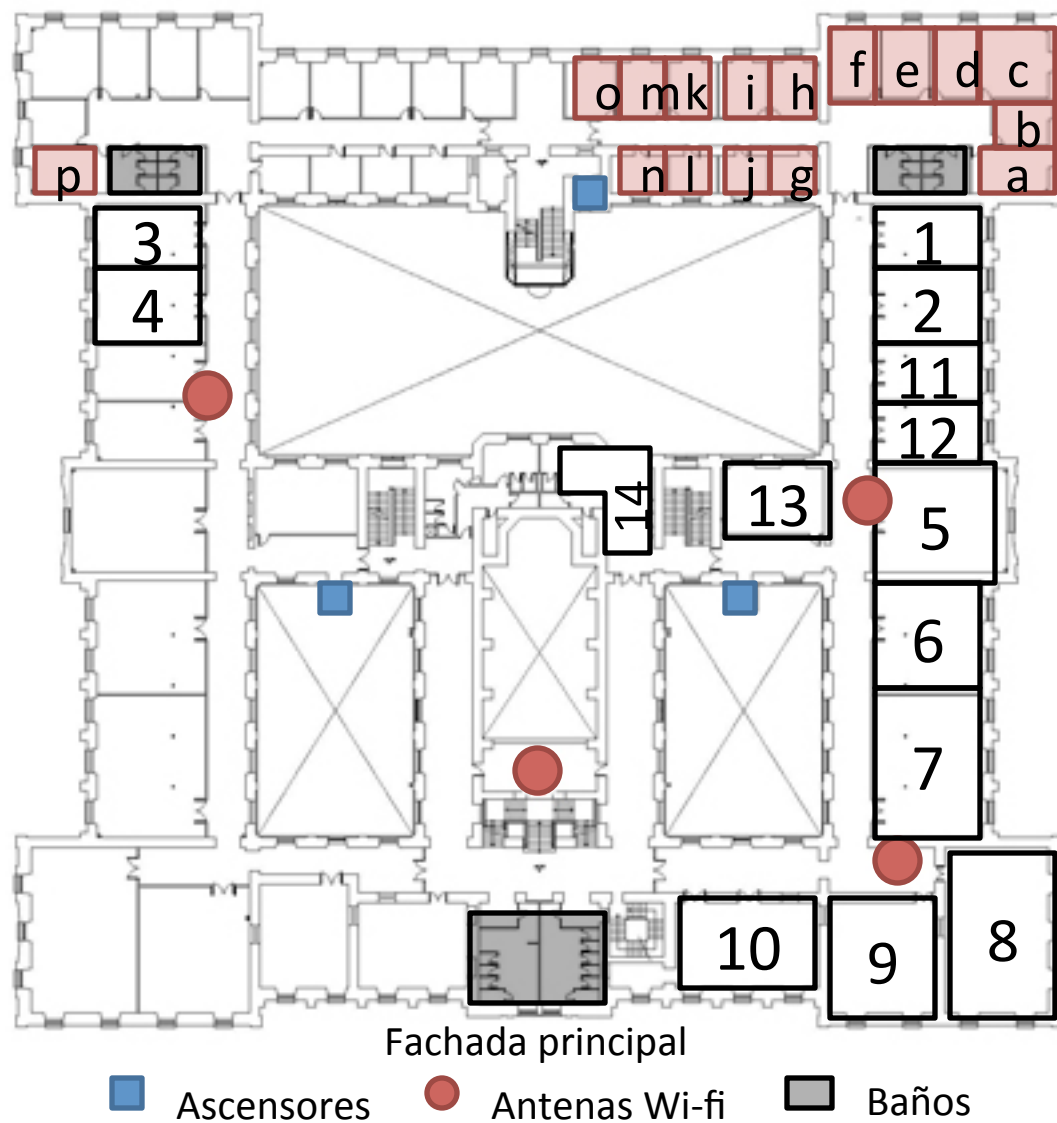 f e d c
o m k i h
b
p n l j g a
3 1
4 2
11
12
14 13 5
6
7
10 9 8
Fachada principal
Ascensores Antenas Wi-fi Baños